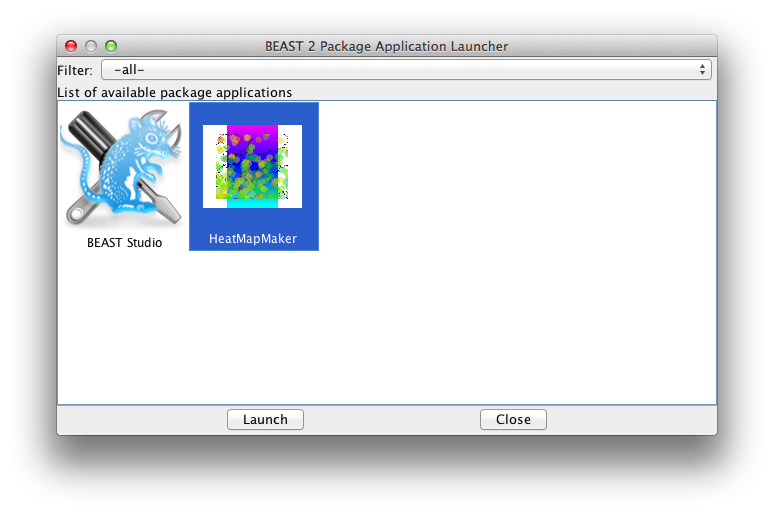 BEAST 2 Package Application Launcher
Filter: -all-
List of available package applications
BEAST Studio
HeatMapMaker
Launch Close